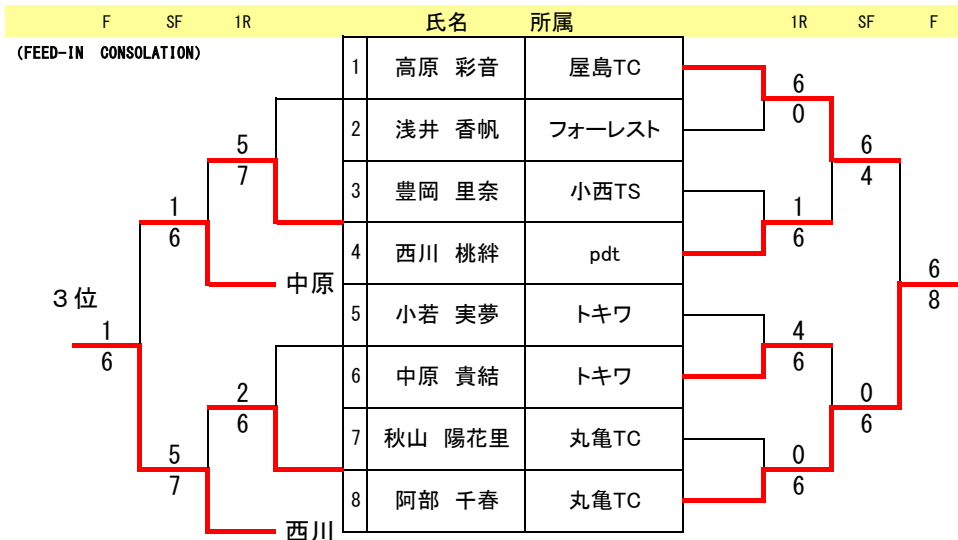 F SF 1R 氏名 所属 1R SF F
(FEED-IN CONSOLATION)
1 高原 彩音 屋島TC
6
0
2 浅井 香帆 フォーレスト
5
7
6
4
3 豊岡 里奈 小西TS
1
6
1
6
4 西川 桃絆 pdt
中原
6
8
3位
5 小若 実夢 トキワ
1
6
4
6
6 中原 貴結 トキワ
2
6
0
6
7 秋山 陽花里 丸亀TC
5
7
0
6
8 阿部 千春 丸亀TC
西川